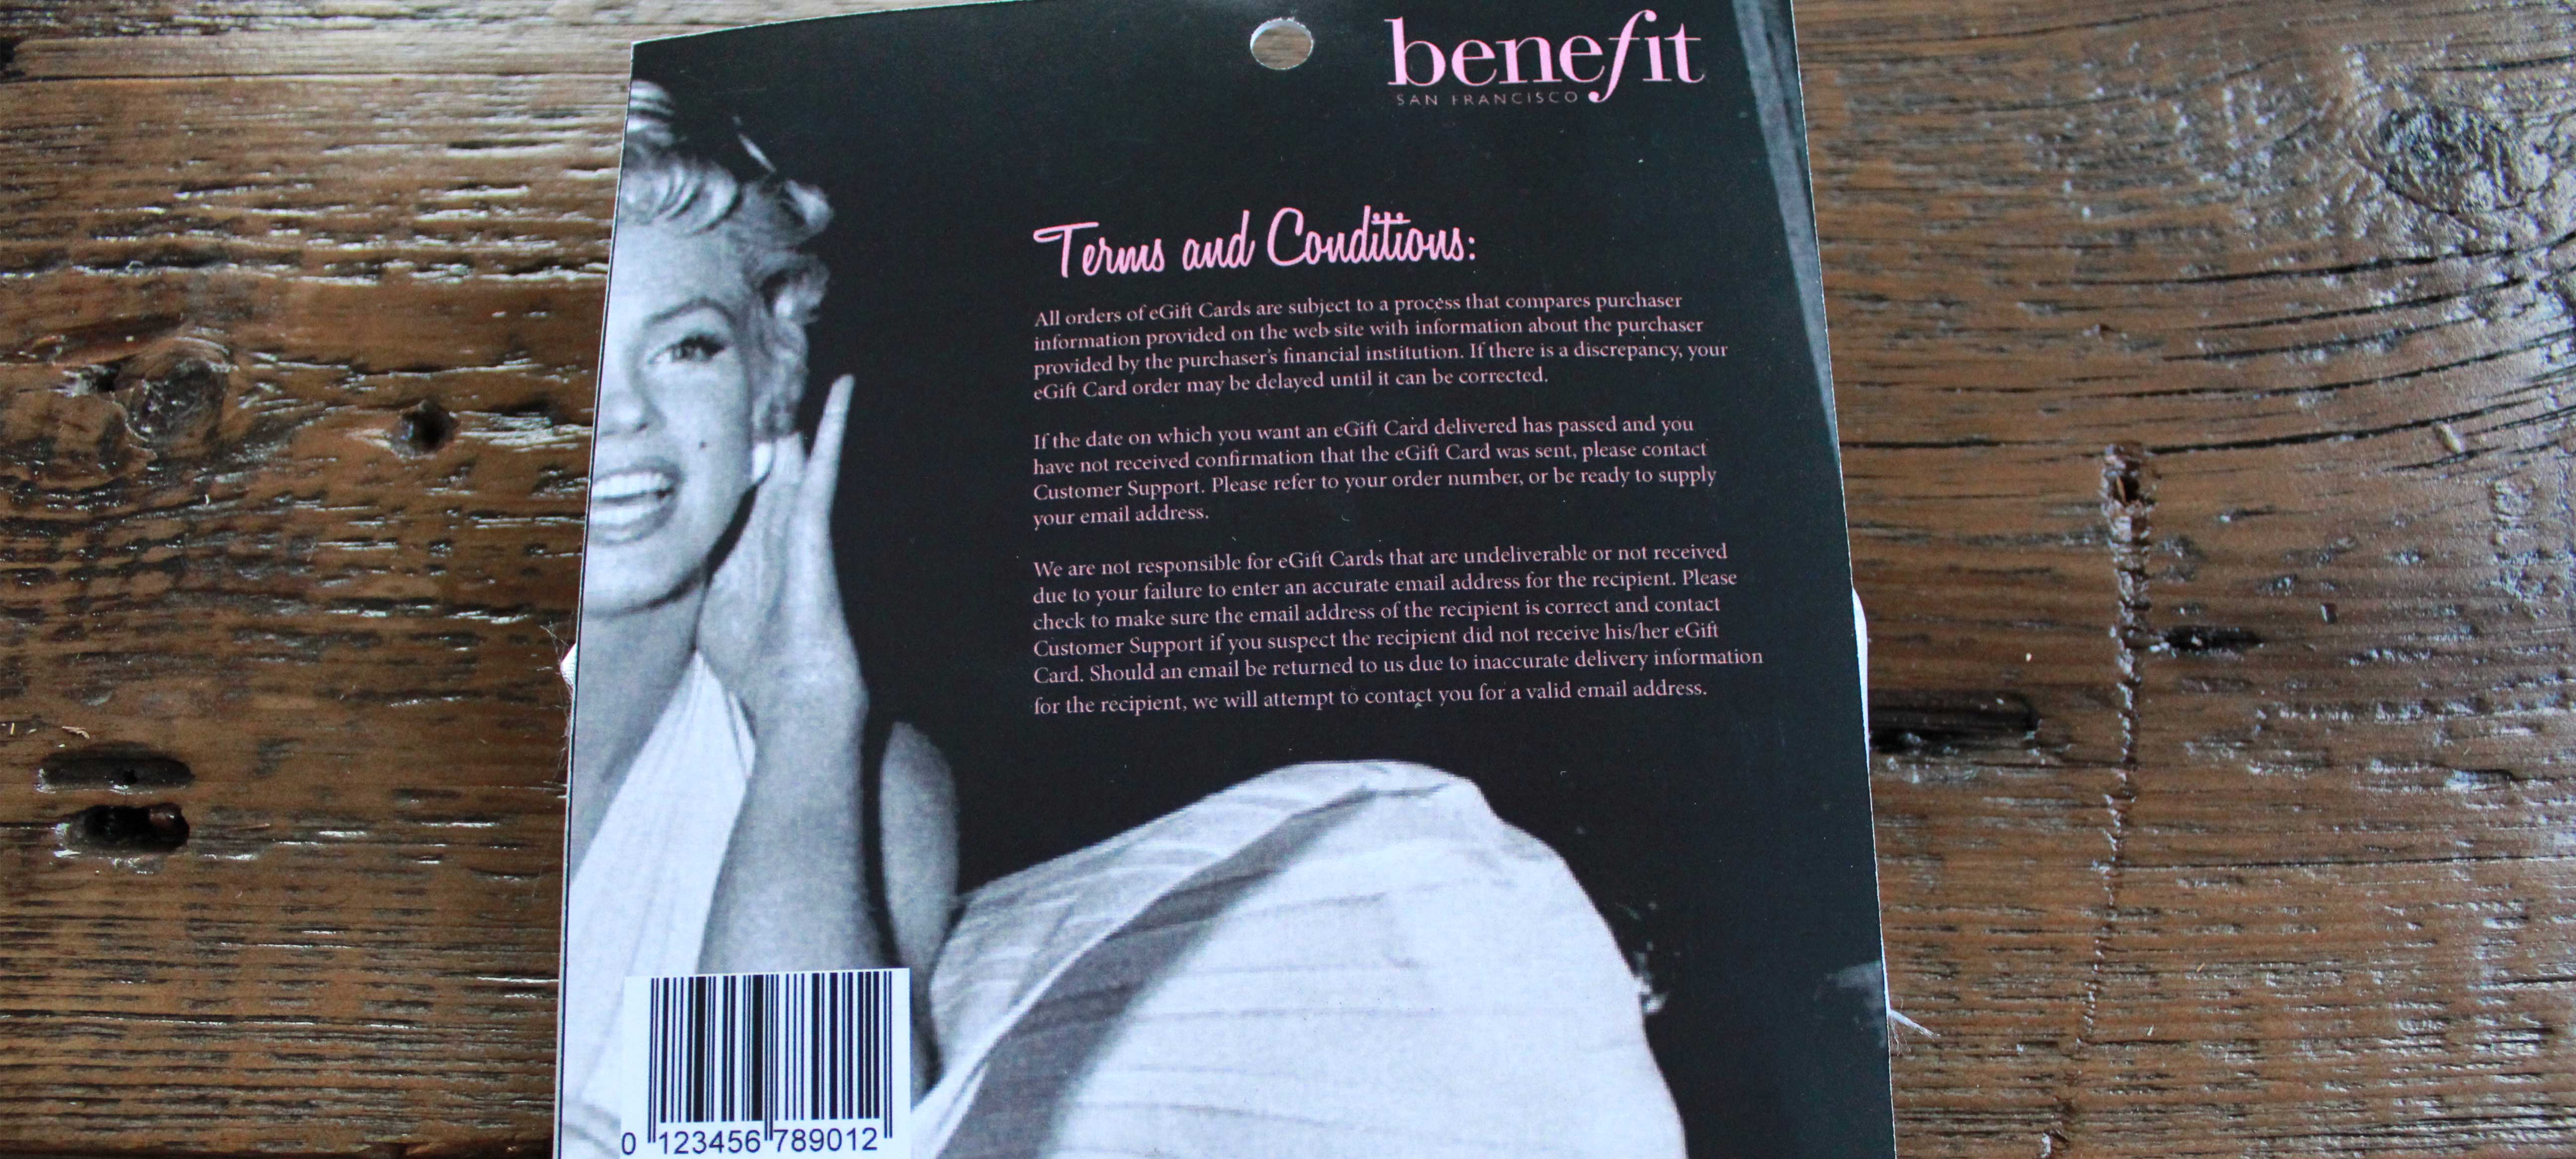 benefit
SAN FRANCISCO
Terms and Conditions:
All orders of eGift Cards are subject to a process that compares purchaser
information provided on the web site with information about the purchaser
provided by the purchaser's financial institution. If there is a discrepancy, your
eGift Card order may be delayed until it can be corrected.
If the date on which you want an eGift Card delivered has passed and you
have not received confirmation that the eGift Card was sent, please contact
Customer Support. Please refer to your order number, or be ready to supply
your email address.
We are not responsible for eGift Cards that are undeliverable or not received
due to your failure to enter an accurate email address for the recipient. Please
check to make sure the email address of the recipient is correct and contact
Customer Support if you suspect the recipient did not receive his/her eGift
Card. Should an email be returned to us due to inaccurate delivery information
for the recipient, we will attempt to contact you for a valid email address.
0 123456 789012